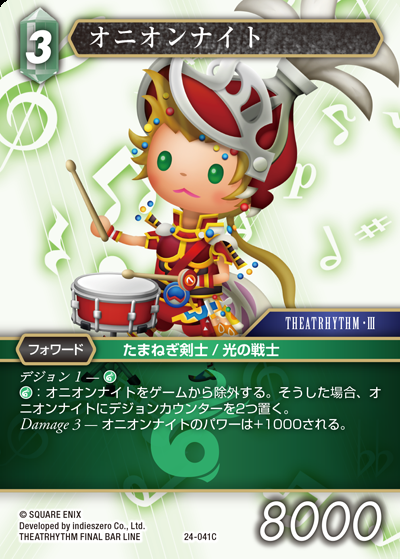 3
オニオンナイト
THEATRHYTHM・III
フォワード
たまねぎ剣士 / 光の戦士
デジョン 1 ―
：オニオンナイトをゲームから除外する。そうした場合、オ
ニオンナイトにデジョンカウンターを2つ置く。
Damage 3 ― オニオンナイトのパワーは+1000される。
6
© SQUARE ENIX
Developed by indieszero Co., Ltd.
THEATRHYTHM FINAL BAR LINE
24-041C
8000